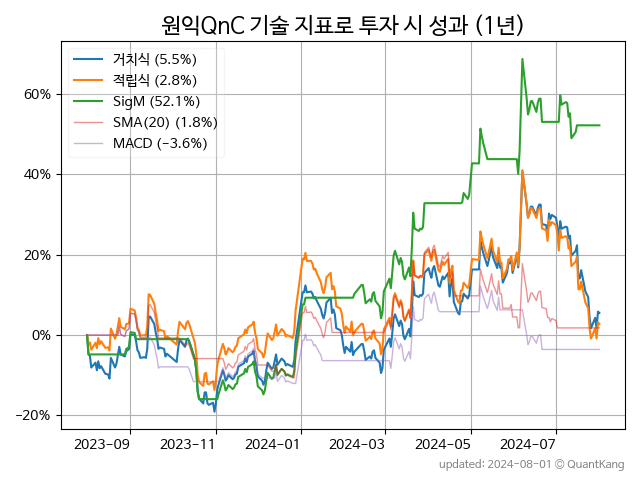 원익QnC 기술 지표로 투자 시 성과 (1년)
거치식 (5.5%)
적립식 (2.8%)
SigM (52.1%)
SMA(20) (1.8%)
MACD (−3.6%)
60%
40%
20%
0%
−20%
2023-09 2023-11 2024-01 2024-03 2024-05 2024-07
updated: 2024-08-01 © QuantKang